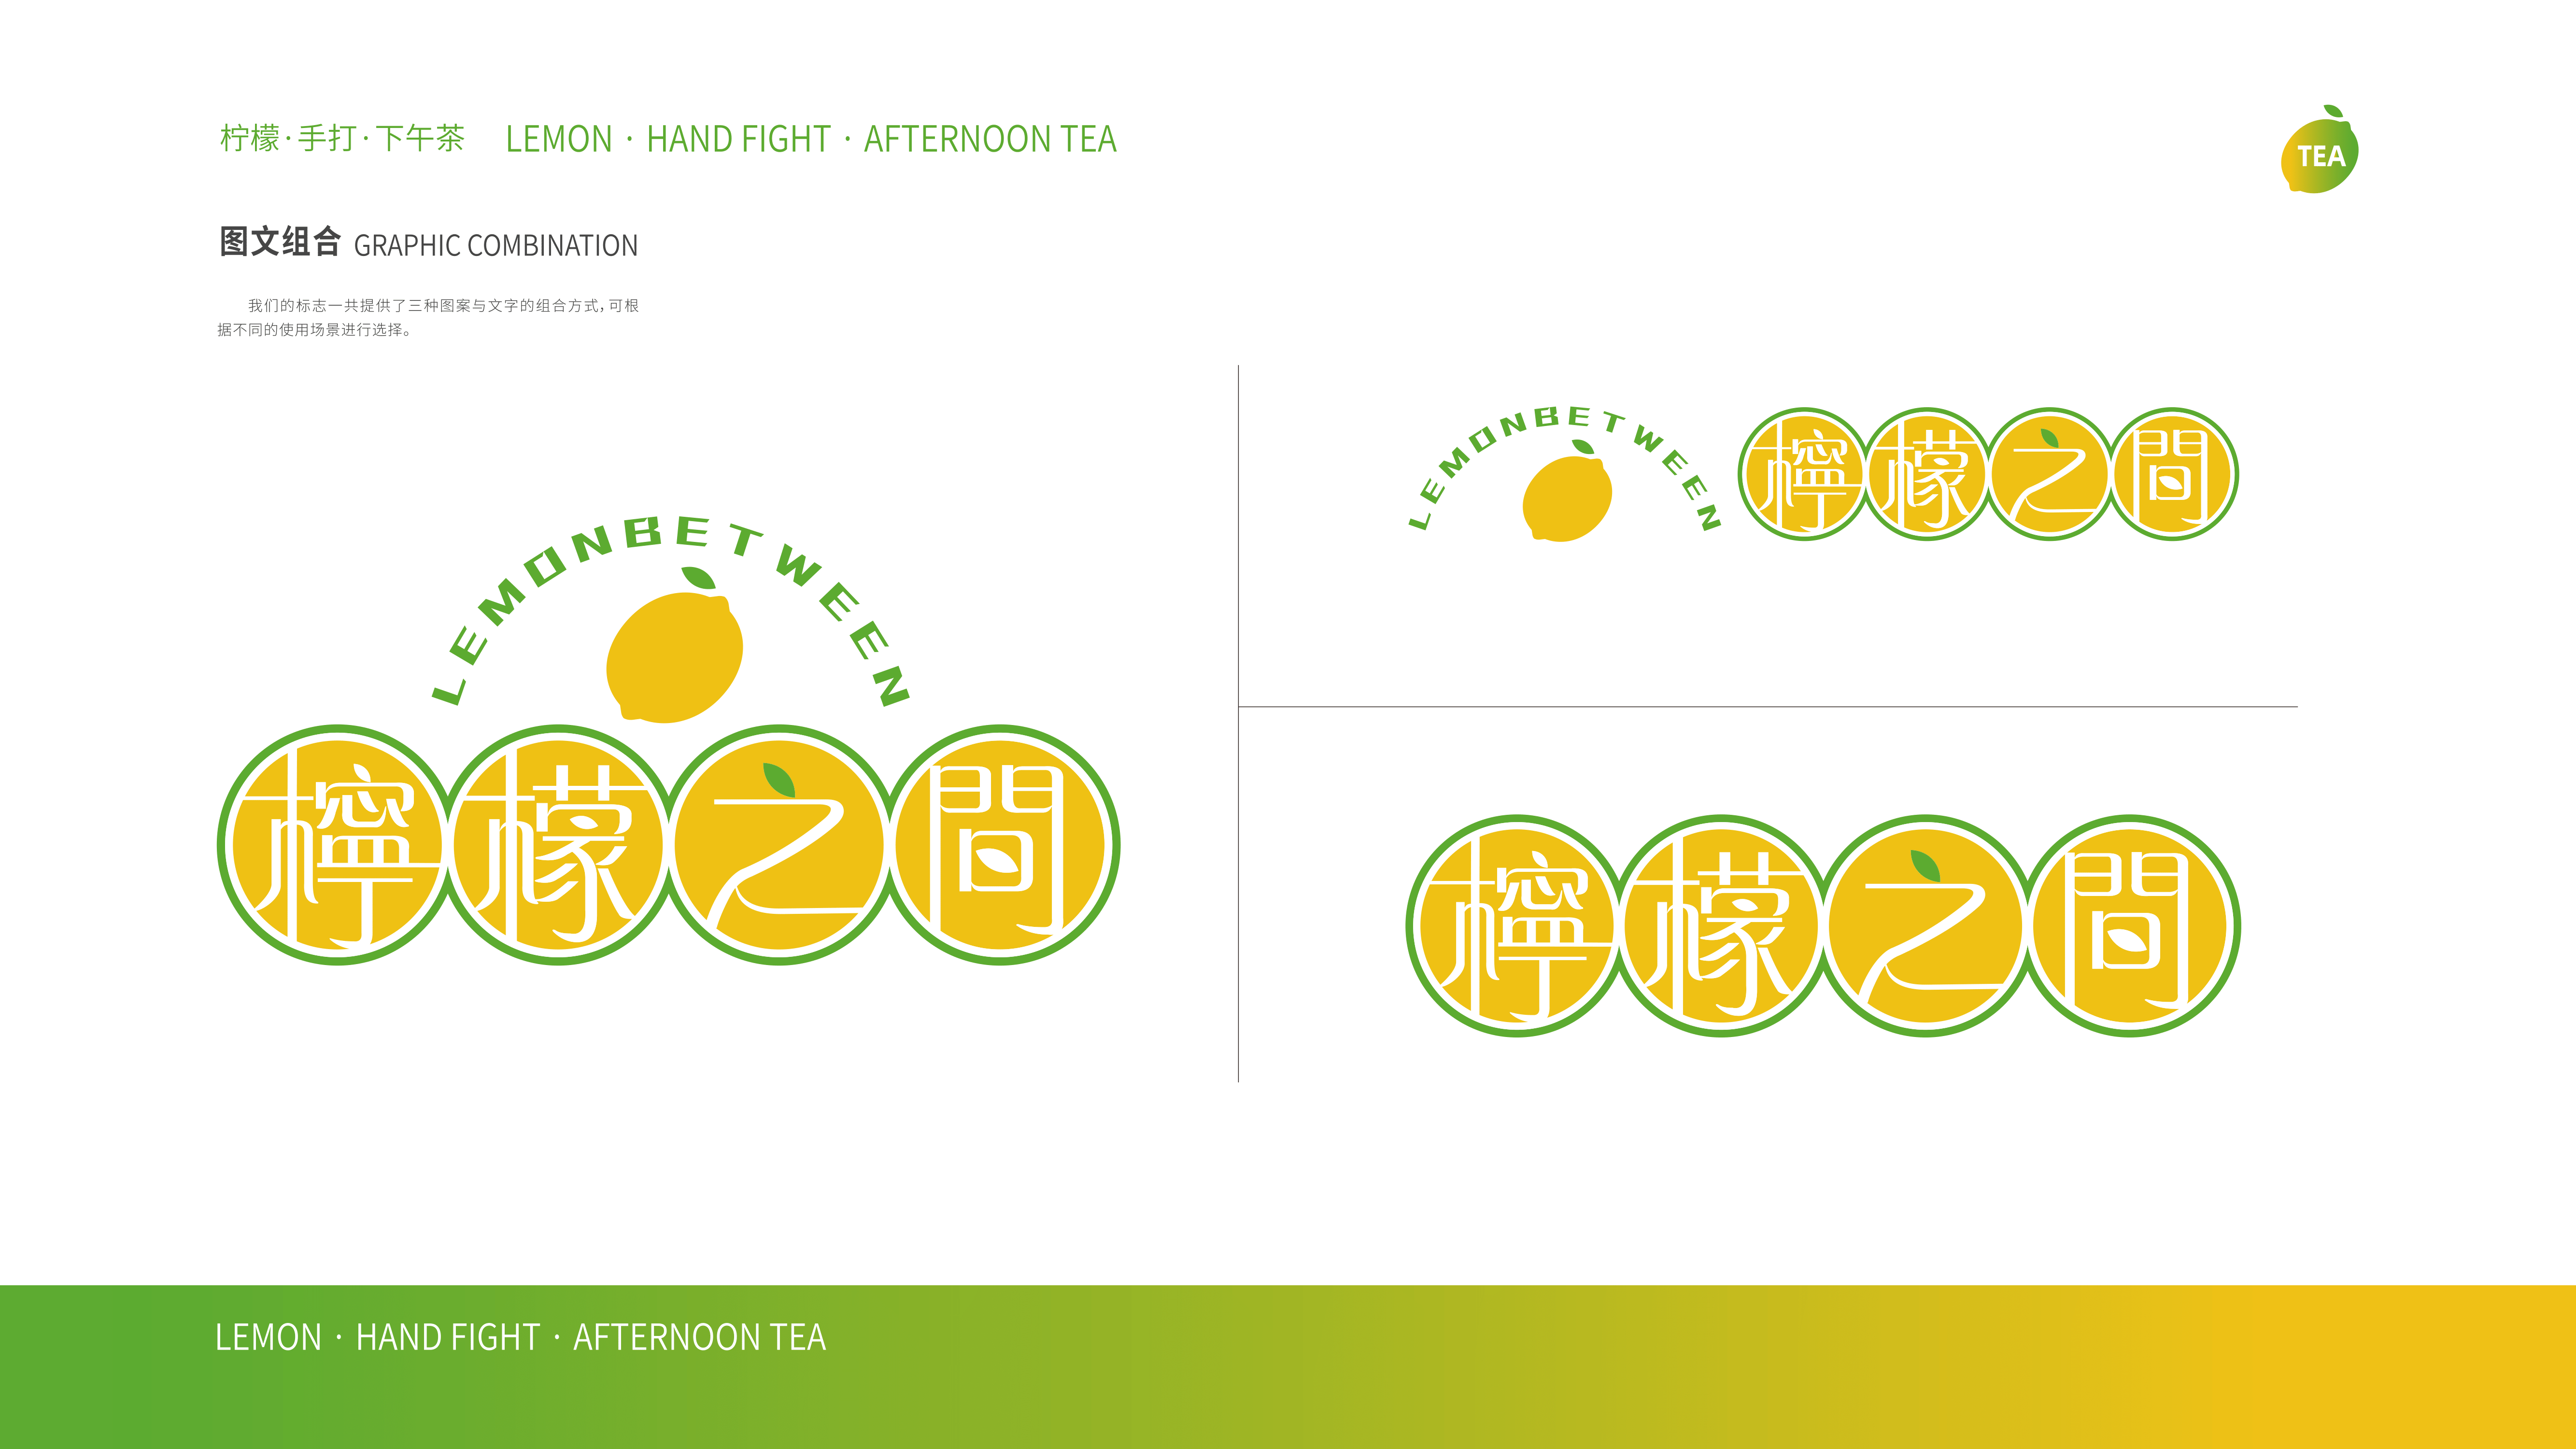 柠檬·手打·下午茶 LEMON · HAND FIGHT · AFTERNOON TEA
TEA
图文组合 GRAPHIC COMBINATION
我们的标志一共提供了三种图案与文字的组合方式，可根
据不同的使用场景进行选择。
LEMONBETWEEN
檸檬之間
LEMONBETWEEN
檸檬之間
檸檬之間
LEMON · HAND FIGHT · AFTERNOON TEA